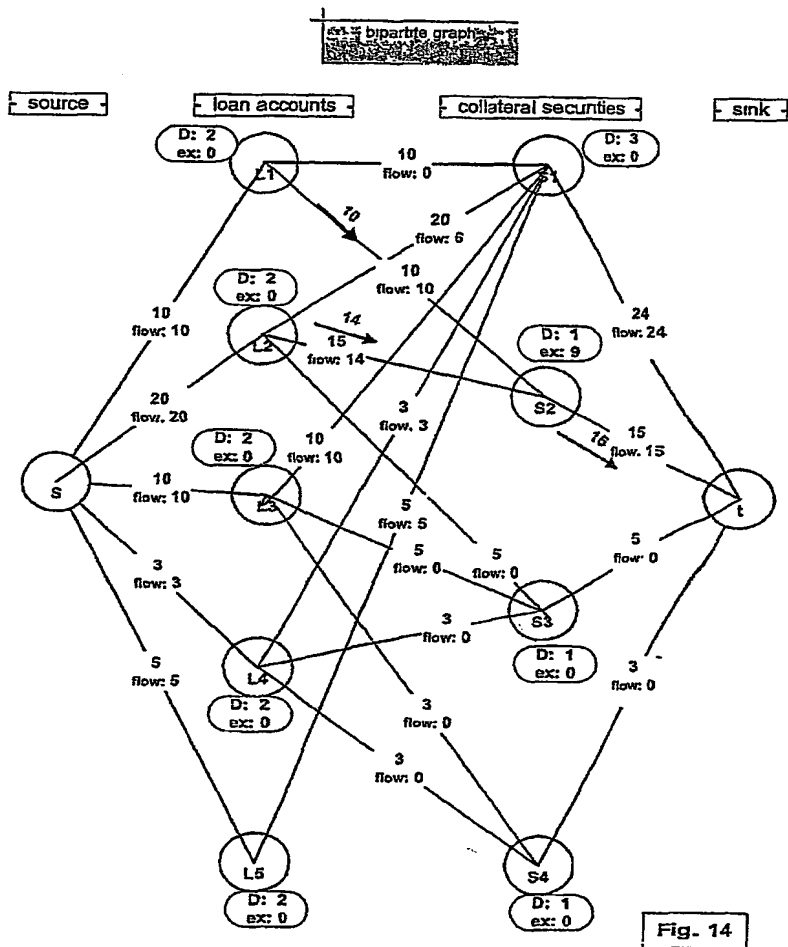 bipartite graph
source
loan accounts
collateral securities
sink
D: 2
ex: 0
L1
10
flow: 0
S1
D: 3
ex: 0
10
20
flow: 6
D: 2
ex: 0
L2
10
flow: 10
10
flow: 10
14
15
flow: 14
24
flow: 24
D: 1
ex: 9
S2
20
flow. 20
3
flow. 3
15
flow. 15
16
D: 2
ex: 0
10
flow: 10
S
10
flow: 10
L3
t
5
flow: 5
5
flow: 0
5
flow: 0
5
flow: 0
3
flow: 3
3
flow: 0
S3
D: 1
ex: 0
5
flow: 5
L4
D: 2
ex: 0
3
flow: 0
3
flow: 0
3
flow: 0
L5
D: 2
ex: 0
S4
D: 1
ex: 0
Fig. 14